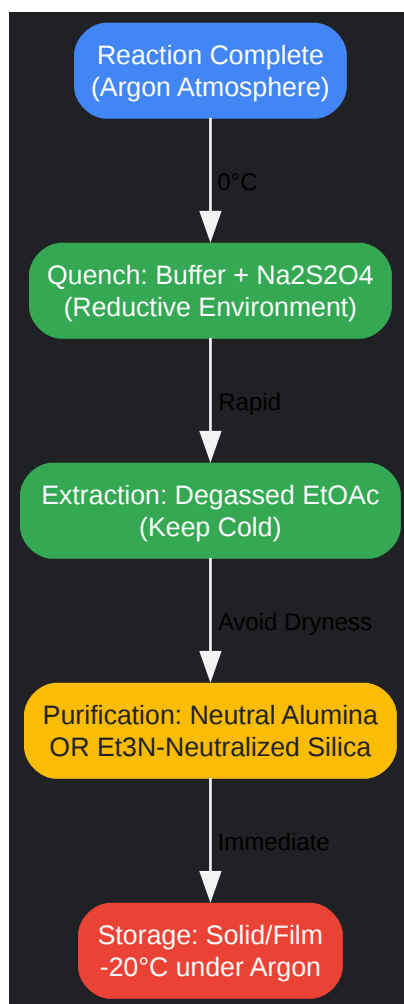 Reaction Complete
(Argon Atmosphere)
0°C
Quench: Buffer + Na2S2O4
(Reductive Environment)
Rapid
Extraction: Degassed EtOAc
(Keep Cold)
Avoid Dryness
Purification: Neutral Alumina
OR Et3N-Neutralized Silica
Immediate
Storage: Solid/Film
-20°C under Argon